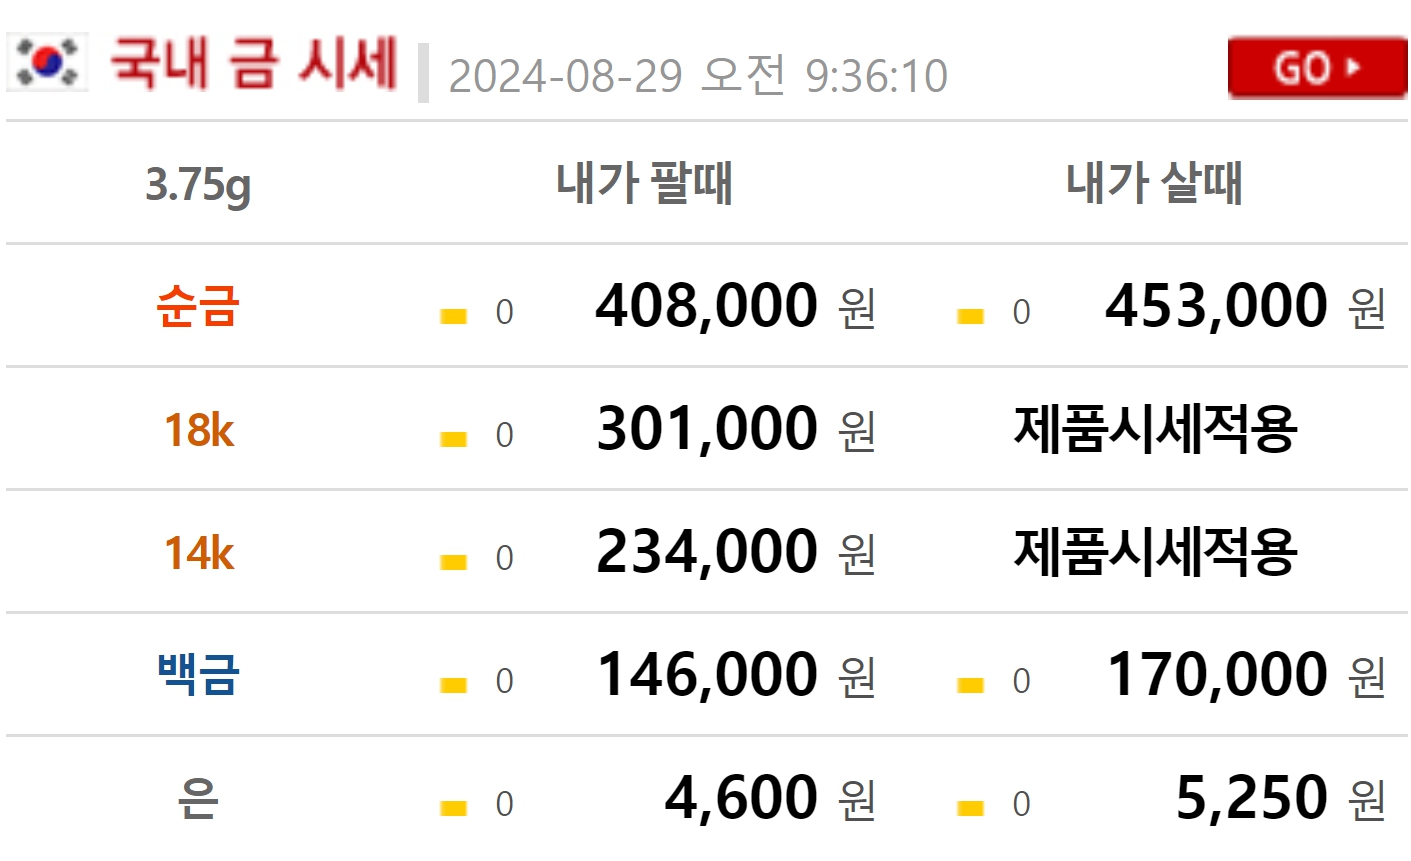 국내 금 시세 2024-08-29 오전 9:36:10 GO
3.75g 내가 팔때 내가 살때
순금 0 408,000 원 0 453,000 원
18k 0 301,000 원 제품시세적용
14k 0 234,000 원 제품시세적용
백금 0 146,000 원 0 170,000 원
은 0 4,600 원 0 5,250 원